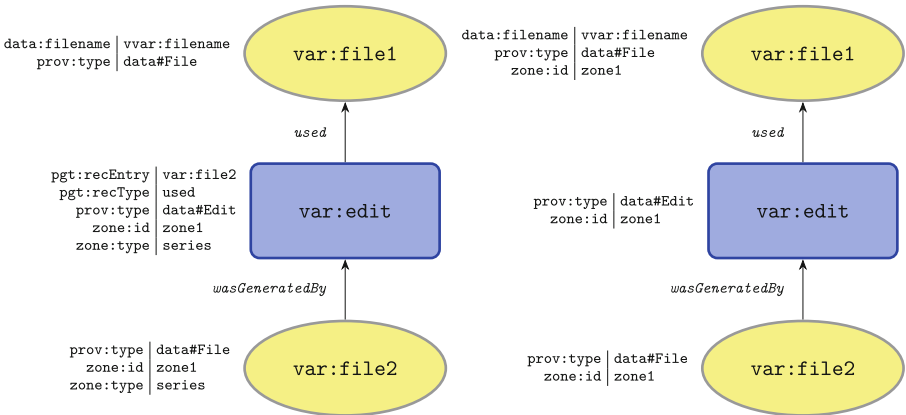 data:filename vvar:filename
prov:type data#File
var:file1
used
pgt:recEntry var:file2
pgt:recType used
prov:type data#Edit
zone:id zone1
zone:type series
var:edit
wasGeneratedBy
prov:type data#File
zone:id zone1
zone:type series
var:file2
data:filename vvar:filename
prov:type data#File
zone:id zone1
var:file1
used
prov:type data#Edit
zone:id zone1
var:edit
wasGeneratedBy
prov:type data#File
zone:id zone1
var:file2